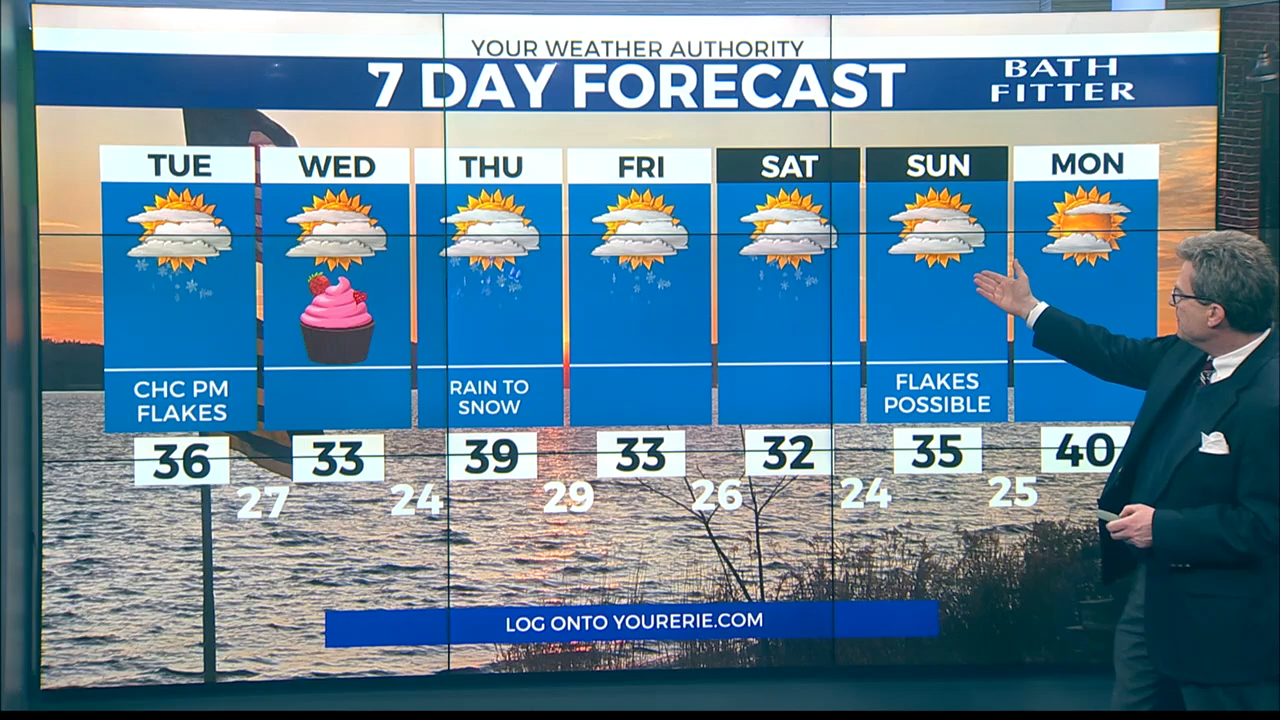 YOUR WEATHER AUTHORITY
7 DAY FORECAST
BATH
FITTER
TUE WED THU FRI SAT SUN MON
CHC PM
FLAKES
RAIN TO
SNOW
FLAKES
POSSIBLE
36 33 39 33 32 35 40
27 24 29 26 24 25
LOG ONTO YOURERIE.COM